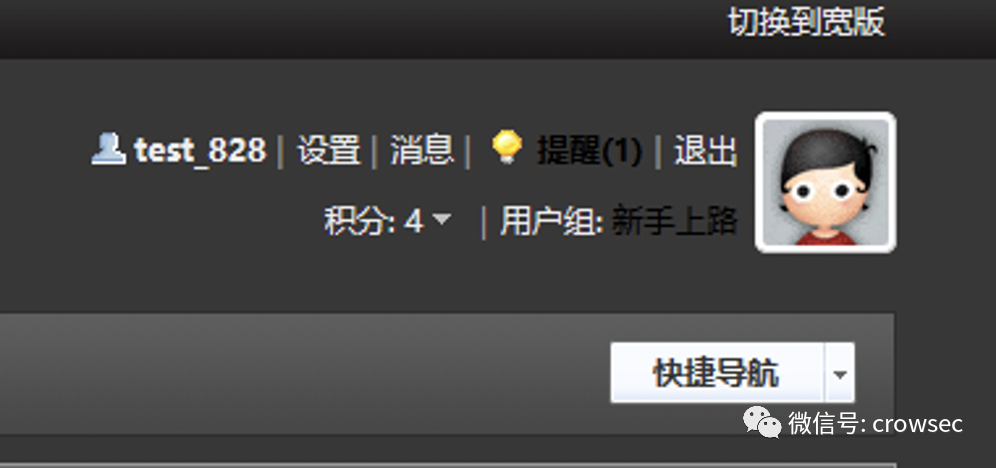 切换到宽版
test_828 | 设置 | 消息 | 提醒(1) | 退出
积分: 4 | 用户组: 新手上路
快捷导航
微信号: crowsec